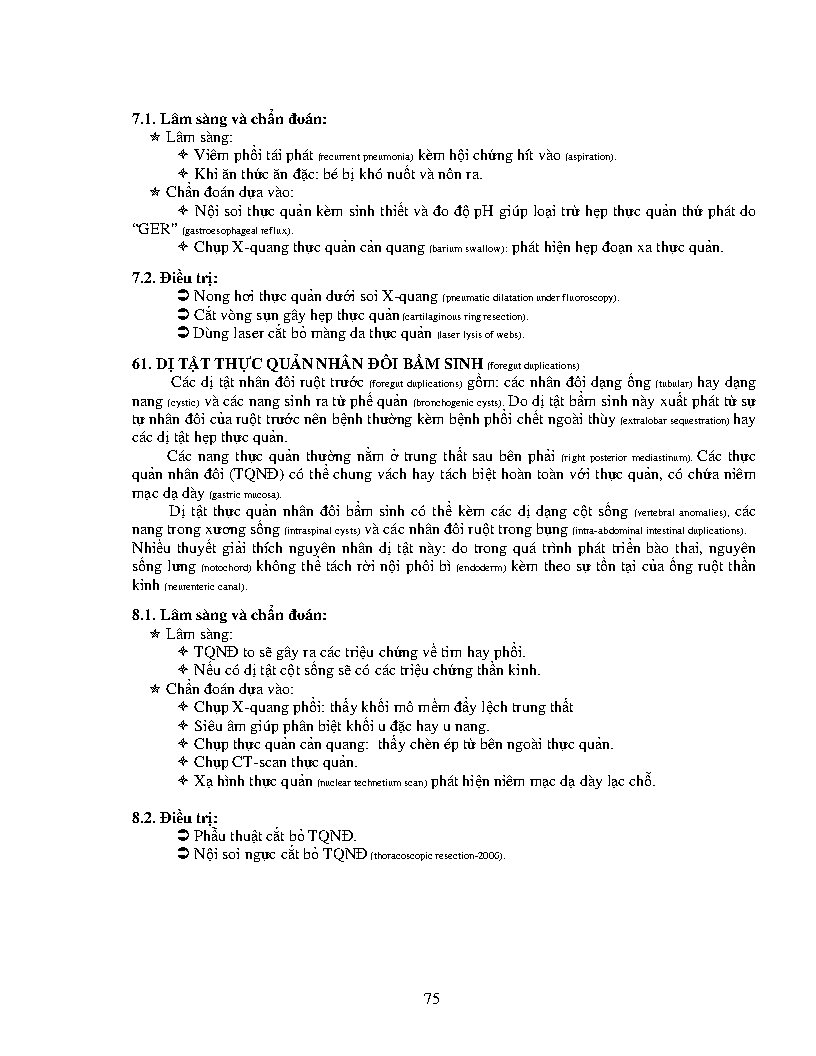 7.1. Lâm sàng và chẩn đoán:
✯ Lâm sàng:
✧ Viêm phổi tái phát (recurrent pneumonia) kèm hội chứng hít vào (aspiration).
✧ Khi ăn thức ăn đặc: bé bị khó nuốt và nôn ra.
✯ Chẩn đoán dựa vào:
✧ Nội soi thực quản kèm sinh thiết và đo độ pH giúp loại trừ hẹp thực quản thứ phát do
“GER” (gastroesophageal reflux).
✧ Chụp X-quang thực quản cản quang (barium swallow): phát hiện hẹp đoạn xa thực quản.
7.2. Điều trị:
➲ Nong hơi thực quản dưới soi X-quang (pneumatic dilatation under fluoroscopy).
➲ Cắt vòng sụn gây hẹp thực quản (cartilaginous ring resection).
➲ Dùng laser cắt bỏ màng da thực quản (laser lysis of webs).
61. DỊ TẬT THỰC QUẢN NHÂN ĐÔI BẨM SINH (foregut duplications)
Các dị tật nhân đôi ruột trước (foregut duplications) gồm: các nhân đôi dạng ống (tubular) hay dạng
nang (cystic) và các nang sinh ra từ phế quản (bronchogenic cysts). Do dị tật bẩm sinh này xuất phát từ sự
tự nhân đôi của ruột trước nên bệnh thường kèm bệnh phổi chết ngoài thùy (extralobar sequestration) hay
các dị tật hẹp thực quản.
Các nang thực quản thường nằm ở trung thất sau bên phải (right posterior mediastinum). Các thực
quản nhân đôi (TQNĐ) có thể chung vách hay tách biệt hoàn toàn với thực quản, có chứa niêm
mạc dạ dày (gastric mucosa).
Dị tật thực quản nhân đôi bẩm sinh có thể kèm các dị dạng cột sống (vertebral anomalies), các
nang trong xương sống (intraspinal cysts) và các nhân đôi ruột trong bụng (intra-abdominal intestinal duplications).
Nhiều thuyết giải thích nguyên nhân dị tật này: do trong quá trình phát triển bào thai, nguyên
sống lưng (notochord) không thể tách rời nội phôi bì (endoderm) kèm theo sự tồn tại của ống ruột thần
kinh (neurenteric canal).
8.1. Lâm sàng và chẩn đoán:
✯ Lâm sàng:
✧ TQNĐ to sẽ gây ra các triệu chứng về tim hay phổi.
✧ Nếu có dị tật cột sống sẽ có các triệu chứng thần kinh.
✯ Chẩn đoán dựa vào:
✧ Chụp X-quang phổi: thấy khối mô mềm đẩy lệch trung thất
✧ Siêu âm giúp phân biệt khối u đặc hay u nang.
✧ Chụp thực quản cản quang: thấy chèn ép từ bên ngoài thực quản.
✧ Chụp CT-scan thực quản.
✧ Xạ hình thực quản (nuclear technetium scan) phát hiện niêm mạc dạ dày lạc chỗ.
8.2. Điều trị:
➲ Phẫu thuật cắt bỏ TQNĐ.
➲ Nội soi ngực cắt bỏ TQNĐ (thoracoscopic resection-2006).
75